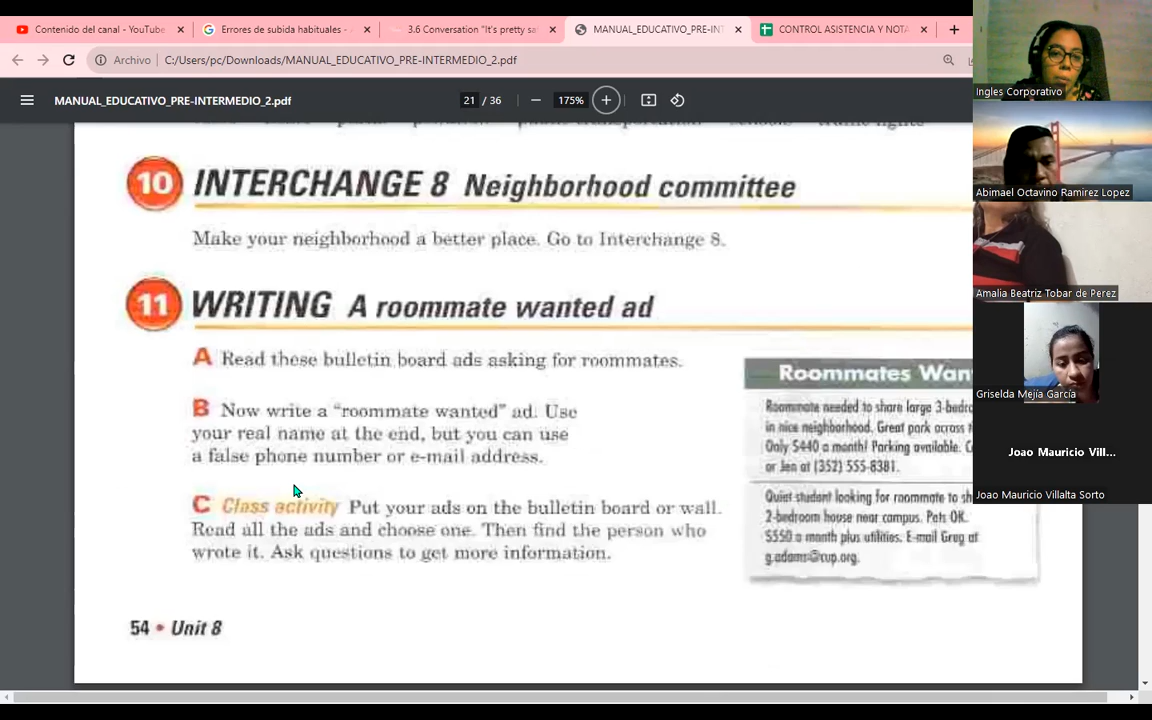 Contenido del canal - YouTube
Errores de subida habituales -
3.6 Conversation "It's pretty sa
MANUAL_EDUCATIVO_PRE-INT
CONTROL ASISTENCIA Y NOTA
Archivo
C:/Users/pc/Downloads/MANUAL_EDUCATIVO_PRE-INTERMEDIO_2.pdf
MANUAL_EDUCATIVO_PRE-INTERMEDIO_2.pdf
21 / 36
175%
public transportation schools traffic lights
10 INTERCHANGE 8 Neighborhood committee
Make your neighborhood a better place. Go to Interchange 8.
11 WRITING A roommate wanted ad
A Read these bulletin board ads asking for roommates.
B Now write a "roommate wanted" ad. Use
your real name at the end, but you can use
a false phone number or e-mail address.
C Class activity Put your ads on the bulletin board or wall.
Read all the ads and choose one. Then find the person who
wrote it. Ask questions to get more information.
Roommates Wan
Roommate needed to share large 3-bedro
in nice neighborhood. Great park across
Only $440 a month! Parking available. C
or Jen at (352) 555-8381.
Quiet student looking for roommate to sh
2-bedroom house near campus. Pets OK.
$550 a month plus utilities. E-mail Greg at
g.adams@cup.org.
54 • Unit 8
Ingles Corporativo
Abimael Octavino Ramirez Lopez
Amalia Beatriz Tobar de Perez
Griselda Mejía García
Joao Mauricio Vill...
Joao Mauricio Villalta Sorto